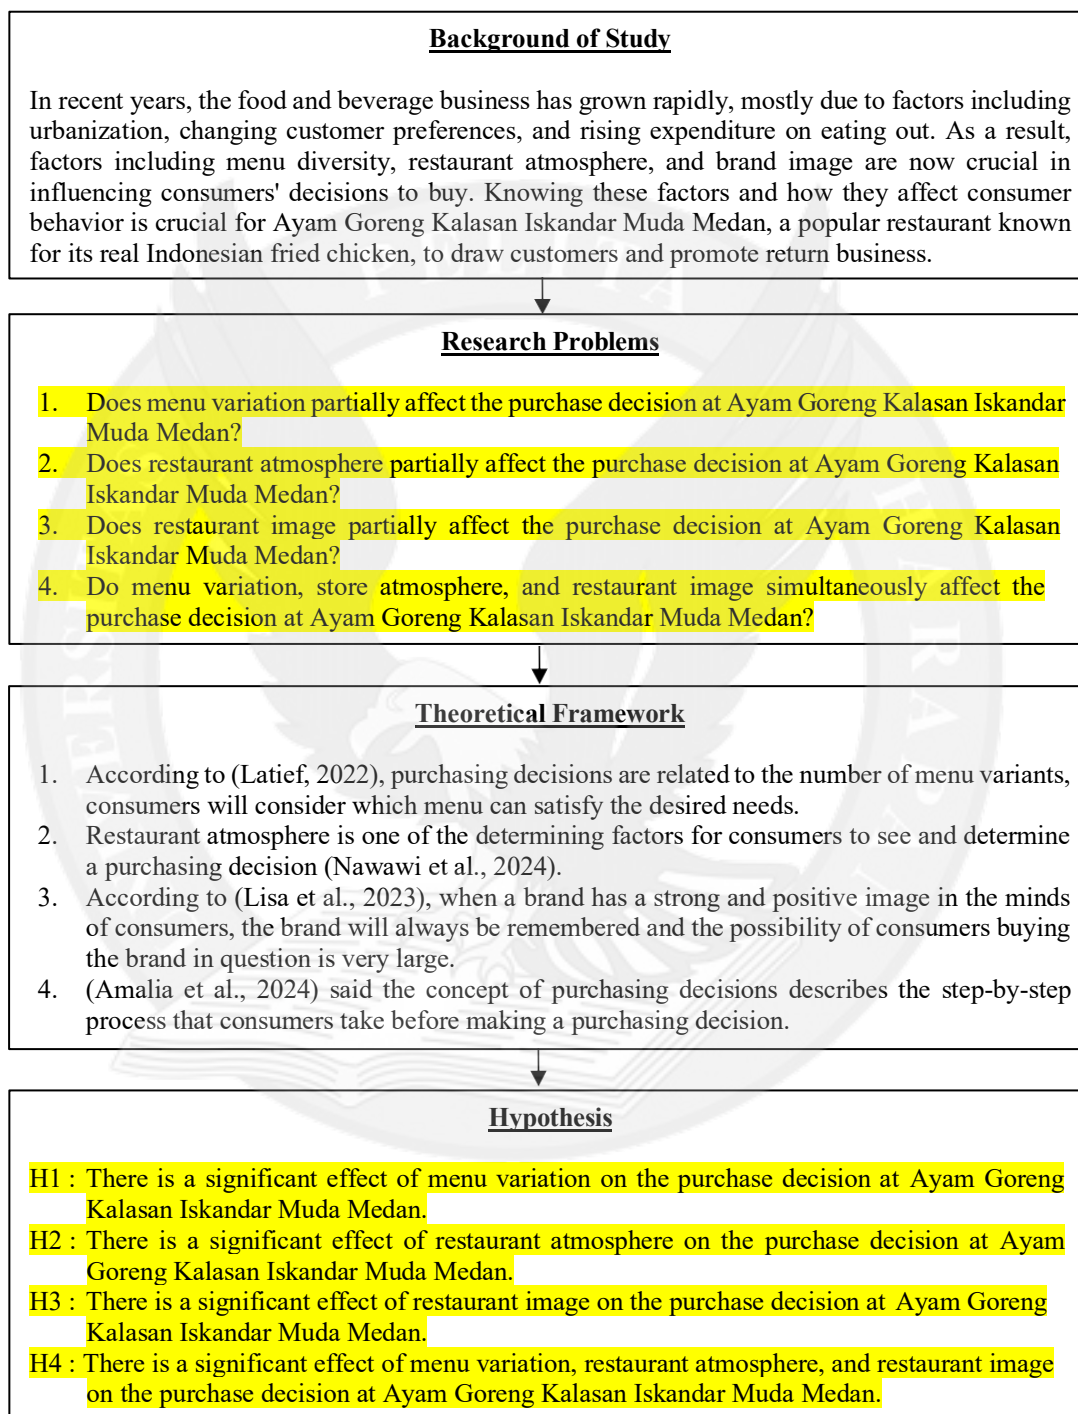 Background of Study
In recent years, the food and beverage business has grown rapidly, mostly due to factors including
urbanization, changing customer preferences, and rising expenditure on eating out. As a result,
factors including menu diversity, restaurant atmosphere, and brand image are now crucial in
influencing consumers' decisions to buy. Knowing these factors and how they affect consumer
behavior is crucial for Ayam Goreng Kalasan Iskandar Muda Medan, a popular restaurant known
for its real Indonesian fried chicken, to draw customers and promote return business.
Research Problems
1. Does menu variation partially affect the purchase decision at Ayam Goreng Kalasan Iskandar
Muda Medan?
2. Does restaurant atmosphere partially affect the purchase decision at Ayam Goreng Kalasan
Iskandar Muda Medan?
3. Does restaurant image partially affect the purchase decision at Ayam Goreng Kalasan
Iskandar Muda Medan?
4. Do menu variation, store atmosphere, and restaurant image simultaneously affect the
purchase decision at Ayam Goreng Kalasan Iskandar Muda Medan?
Theoretical Framework
1. According to (Latief, 2022), purchasing decisions are related to the number of menu variants,
consumers will consider which menu can satisfy the desired needs.
2. Restaurant atmosphere is one of the determining factors for consumers to see and determine
a purchasing decision (Nawawi et al., 2024).
3. According to (Lisa et al., 2023), when a brand has a strong and positive image in the minds
of consumers, the brand will always be remembered and the possibility of consumers buying
the brand in question is very large.
4. (Amalia et al., 2024) said the concept of purchasing decisions describes the step-by-step
process that consumers take before making a purchasing decision.
Hypothesis
H1 : There is a significant effect of menu variation on the purchase decision at Ayam Goreng
Kalasan Iskandar Muda Medan.
H2 : There is a significant effect of restaurant atmosphere on the purchase decision at Ayam
Goreng Kalasan Iskandar Muda Medan.
H3 : There is a significant effect of restaurant image on the purchase decision at Ayam Goreng
Kalasan Iskandar Muda Medan.
H4 : There is a significant effect of menu variation, restaurant atmosphere, and restaurant image
on the purchase decision at Ayam Goreng Kalasan Iskandar Muda Medan.